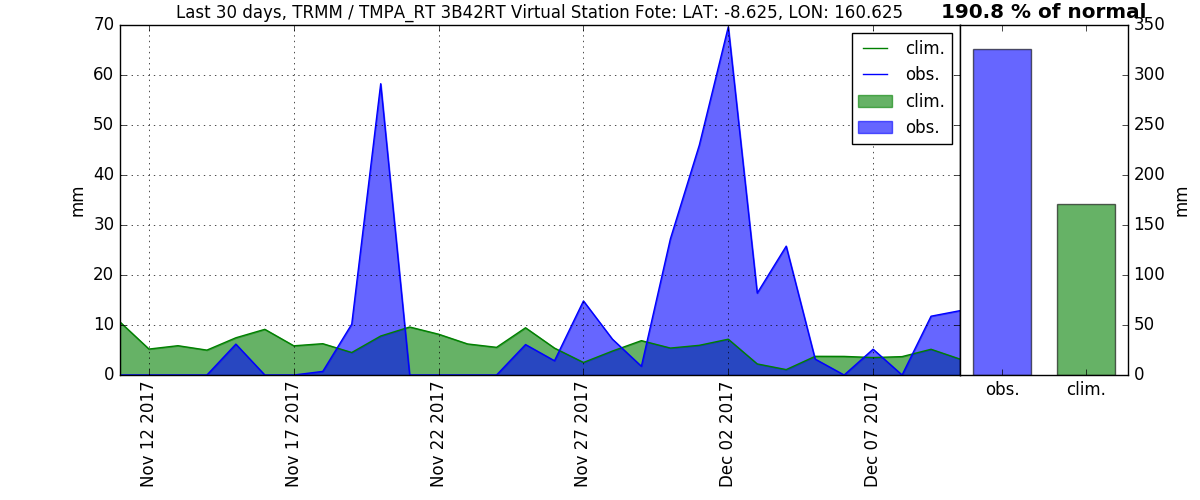 Last 30 days, TRMM / TMPA_RT 3B42RT Virtual Station Fote: LAT: -8.625, LON: 160.625
190.8 % of normal
70
60
50
40
30
20
10
0
mm
clim.
obs.
clim.
obs.
350
300
250
200
150
100
50
0
mm
Nov 12 2017
Nov 17 2017
Nov 22 2017
Nov 27 2017
Dec 02 2017
Dec 07 2017
obs.
clim.